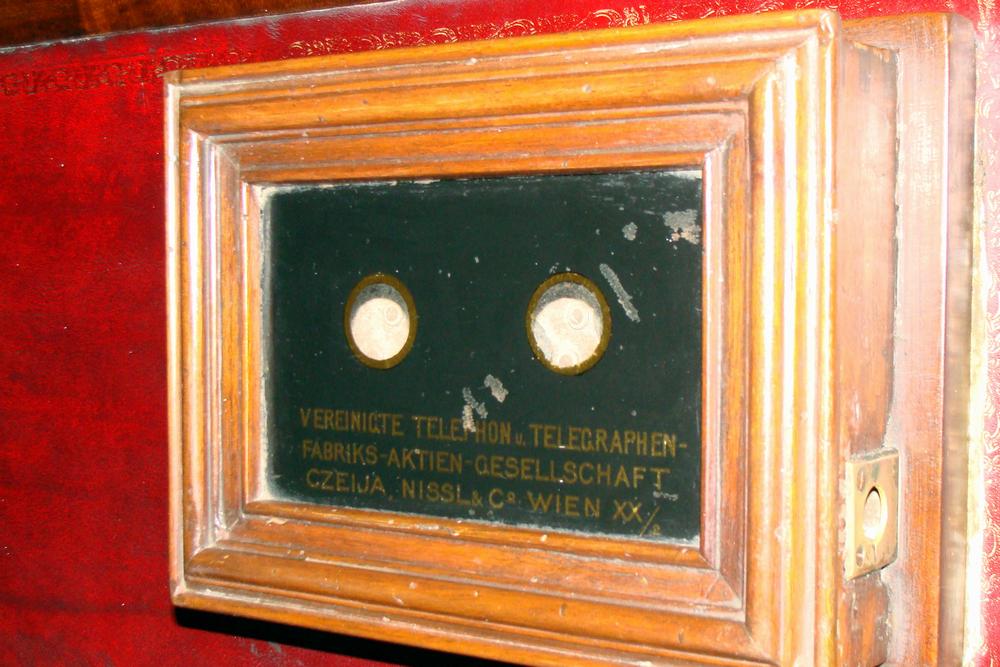 VEREINIGTE TELEPHON u. TELEGRAPHEN-
FABRIKS-AKTIEN-GESELLSCHAFT
CZEIJA, NISSL & Co. WIEN XX/2